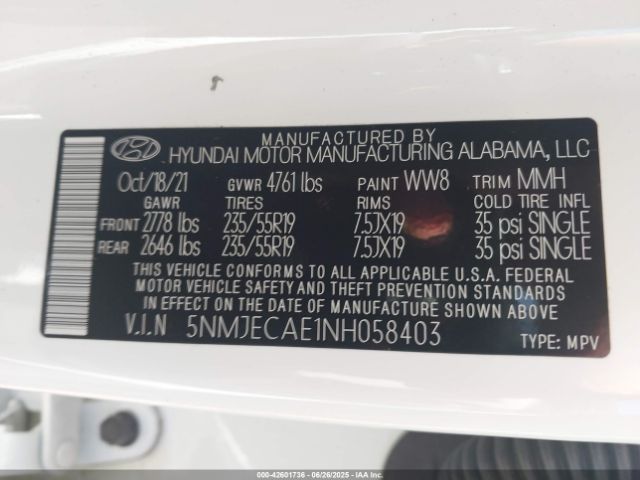 MANUFACTURED BY
HYUNDAI MOTOR MANUFACTURING ALABAMA, LLC
Oct/18/21 GVWR 4761 lbs PAINT WW8 TRIM MMH
GAWR TIRES RIMS COLD TIRE INFL
FRONT 2778 lbs 235/55R19 7.5JX19 35 psi SINGLE
REAR 2646 lbs 235/55R19 7.5JX19 35 psi SINGLE
THIS VEHICLE CONFORMS TO ALL APPLICABLE U.S.A. FEDERAL
MOTOR VEHICLE SAFETY AND THEFT PREVENTION STANDARDS
IN EFFECT ON THE DATE OF MANUFACTURE SHOWN ABOVE
V.I.N 5NMJECAE1NH058403
TYPE: MPV
000-42601736 - 06/26/2025 - IAA Inc.